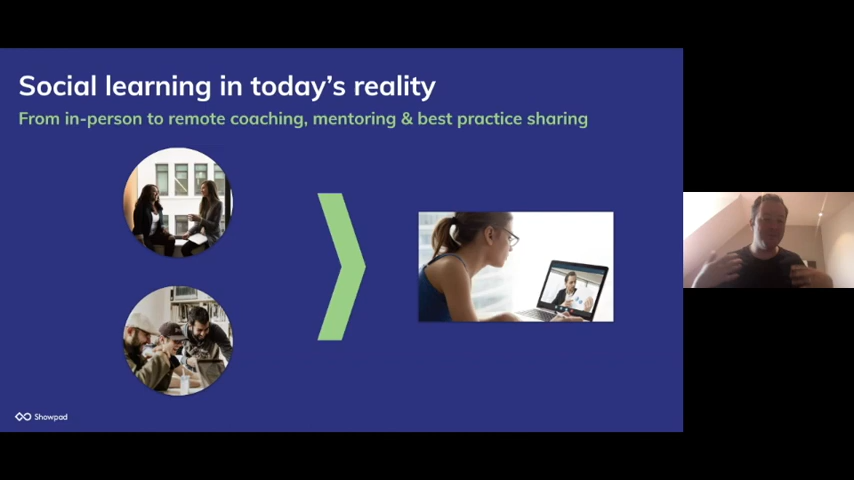 Social learning in today's reality
From in-person to remote coaching, mentoring & best practice sharing
Showpad